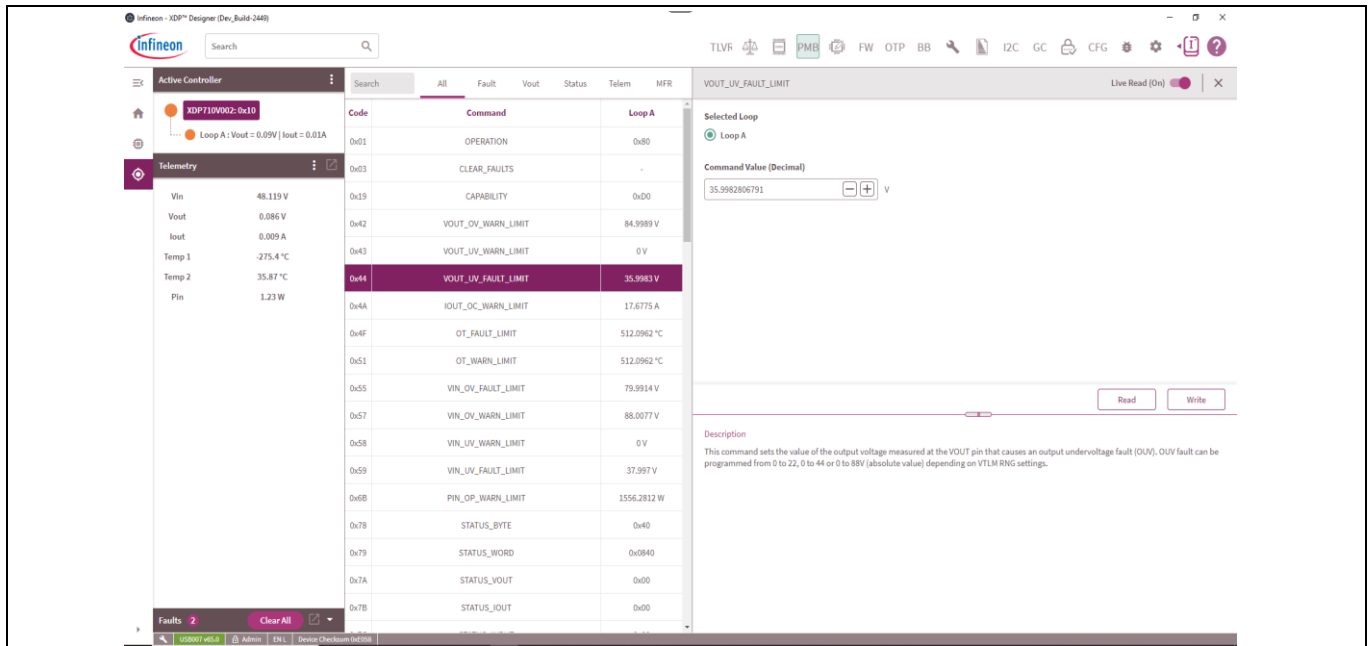 Infineon - XDP™ Designer (Dev_Build-2449)
infineon
Search
TLVR
PMB
FW OTP BB
I2C GC
CFG
Active Controller
XDP710V002: 0x10
Loop A : Vout = 0.09V | Iout = 0.01A
Telemetry
Vin 48.119 V
Vout 0.086 V
Iout 0.009 A
Temp 1 -275.4 °C
Temp 2 35.87 °C
Pin 1.23 W
Faults 2 Clear All
Search All Fault Vout Status Telem MFR
Code Command Loop A
0x01 OPERATION 0x80
0x03 CLEAR_FAULTS -
0x19 CAPABILITY 0xD0
0x42 VOUT_OV_WARN_LIMIT 84.9989 V
0x43 VOUT_UV_WARN_LIMIT 0 V
0x44 VOUT_UV_FAULT_LIMIT 35.9983 V
0x4A IOUT_OC_WARN_LIMIT 17.6775 A
0x4F OT_FAULT_LIMIT 512.0962 °C
0x51 OT_WARN_LIMIT 512.0962 °C
0x55 VIN_OV_FAULT_LIMIT 79.9914 V
0x57 VIN_OV_WARN_LIMIT 88.0077 V
0x58 VIN_UV_WARN_LIMIT 0 V
0x59 VIN_UV_FAULT_LIMIT 37.997 V
0x6B PIN_OP_WARN_LIMIT 1556.2812 W
0x78 STATUS_BYTE 0x40
0x79 STATUS_WORD 0x0840
0x7A STATUS_VOUT 0x00
0x7B STATUS_IOUT 0x00
VOUT_UV_FAULT_LIMIT Live Read (On)
Selected Loop
Loop A
Command Value (Decimal)
35.9982806791 V
Read Write
Description
This command sets the value of the output voltage measured at the VOUT pin that causes an output undervoltage fault (OUV). OUV fault can be
programmed from 0 to 22, 0 to 44 or 0 to 88V (absolute value) depending on VTLM RNG settings.
USB007 v65.0 Admin EN L Device Checksum 0xE058